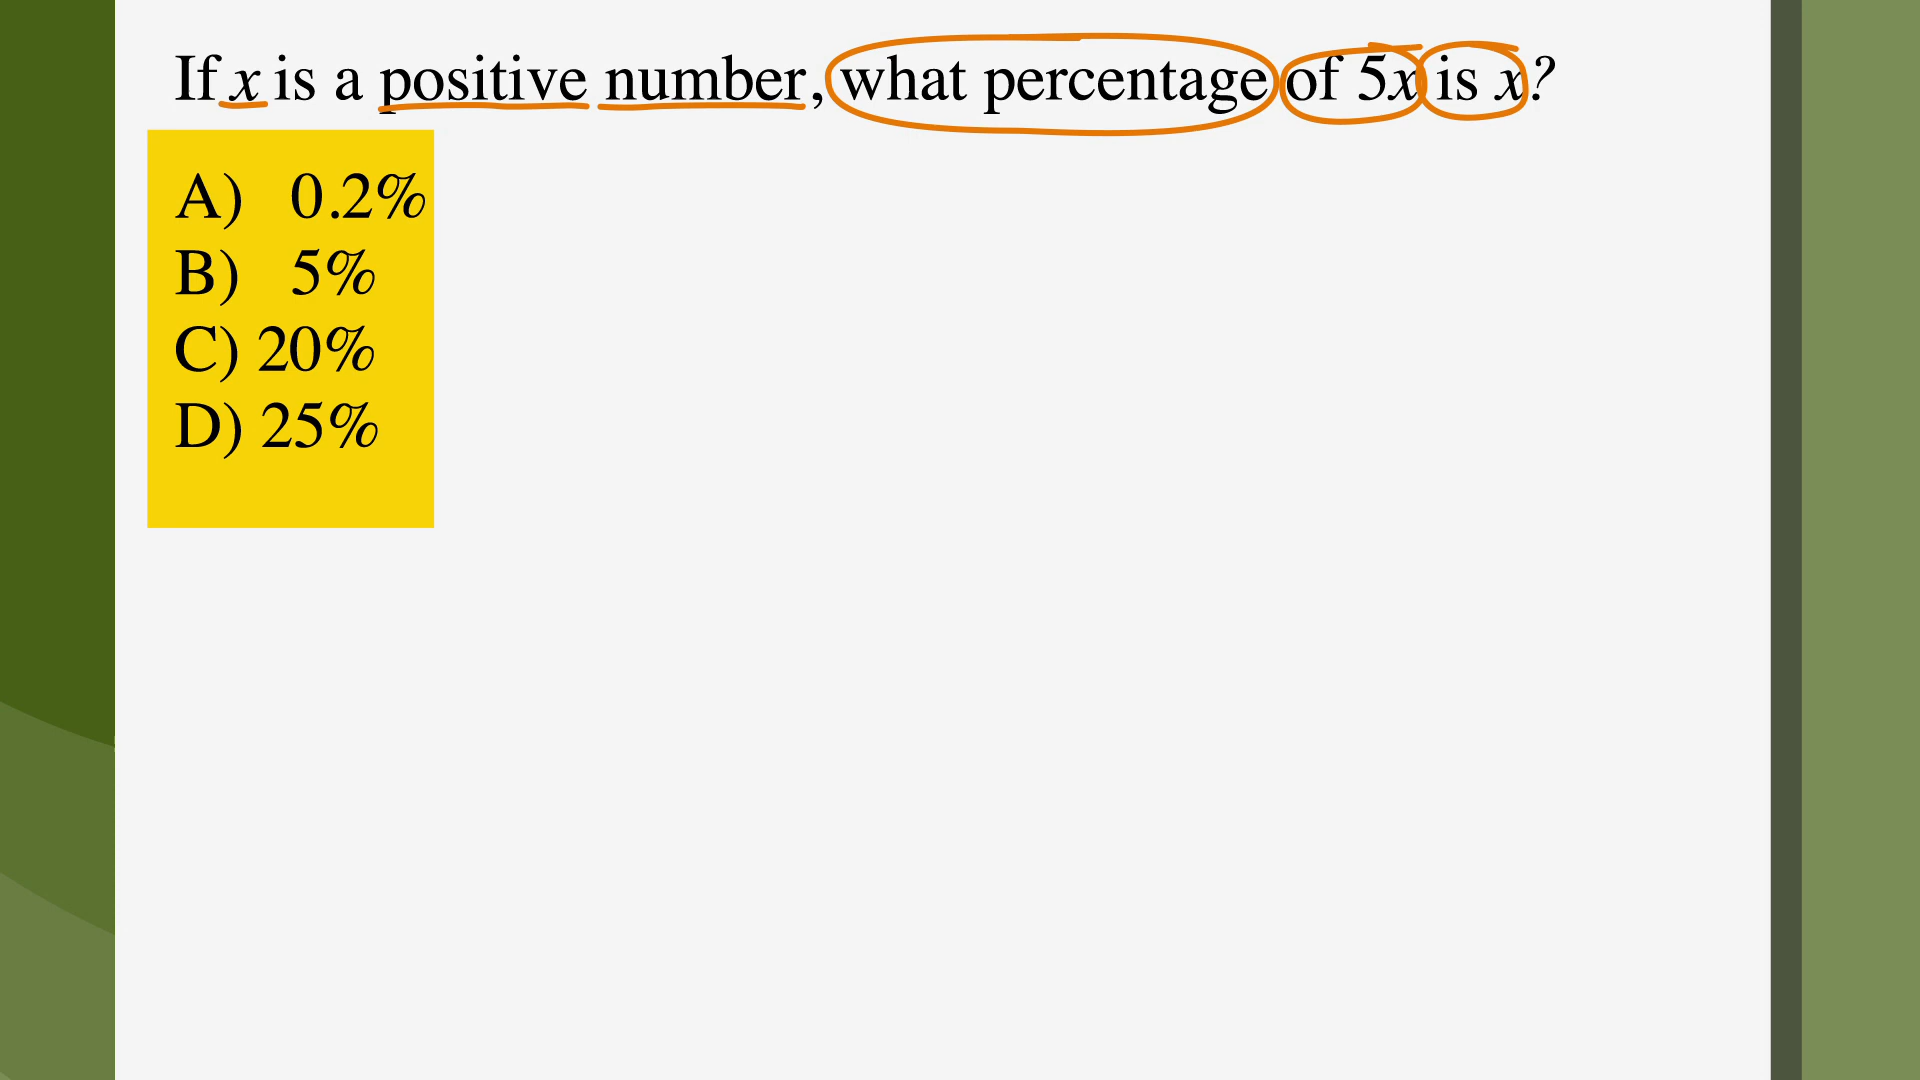 If x is a positive number, what percentage of 5x is x?
A) 0.2%
B) 5%
C) 20%
D) 25%